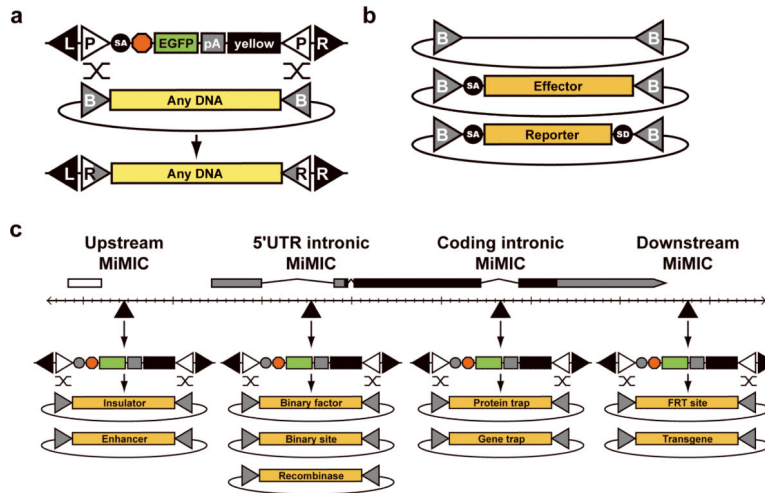 a
L P SA EGFP pA yellow P R
B Any DNA B
L R Any DNA R R
b
B B
B SA Effector B
B SA Reporter SD B
c
Upstream MiMIC
5'UTR intronic MiMIC
Coding intronic MiMIC
Downstream MiMIC
Insulator
Enhancer
Binary factor
Binary site
Recombinase
Protein trap
Gene trap
FRT site
Transgene